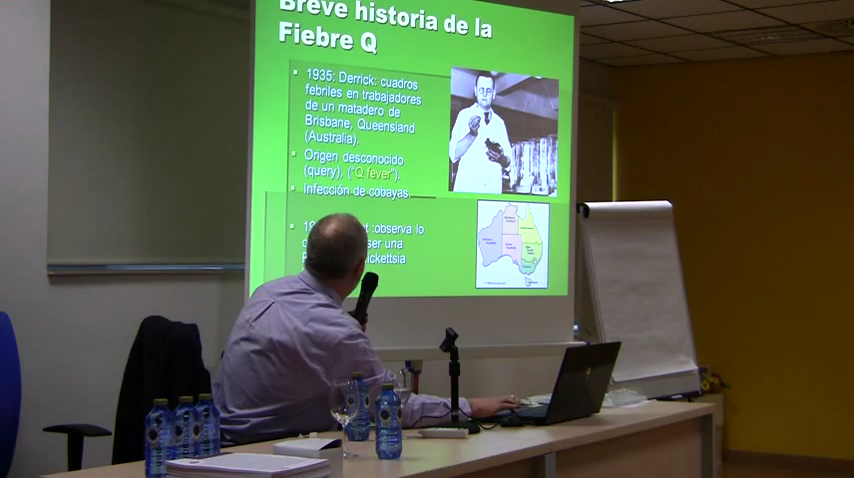 Breve historia de la
Fiebre Q
1935: Derrick: cuadros
febriles en trabajadores
de un matadero de
Brisbane, Queensland
(Australia).
Origen desconocido
(query), ("Q fever").
Infección de cobayas.
:observa lo
ser una